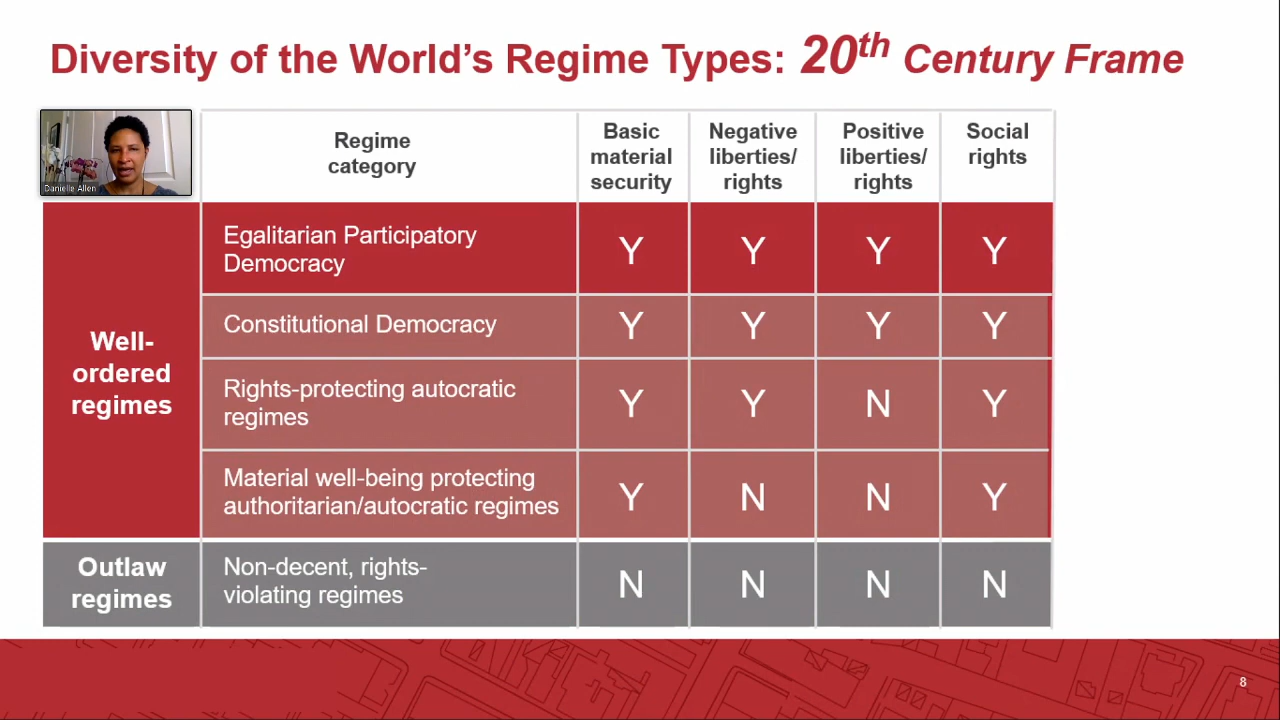 Diversity of the World's Regime Types: 20th Century Frame
Danielle Allen
Regime
category
Basic
material
security
Negative
liberties/
rights
Positive
liberties/
rights
Social
rights
Well-
ordered
regimes
Egalitarian Participatory
Democracy
Y Y Y Y
Constitutional Democracy
Y Y Y Y
Rights-protecting autocratic
regimes
Y Y N Y
Material well-being protecting
authoritarian/autocratic regimes
Y N N Y
Outlaw
regimes
Non-decent, rights-
violating regimes
N N N N
8